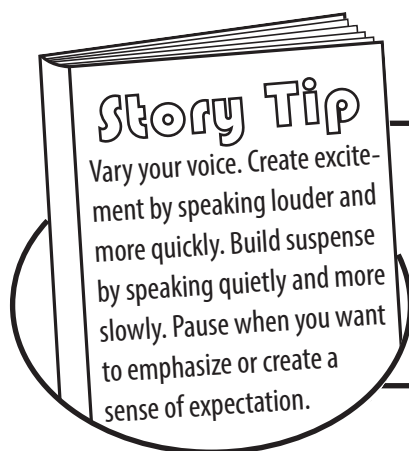 Story Tip
Vary your voice. Create excite-
ment by speaking louder and
more quickly. Build suspense
by speaking quietly and more
slowly. Pause when you want
to emphasize or create a
sense of expectation.